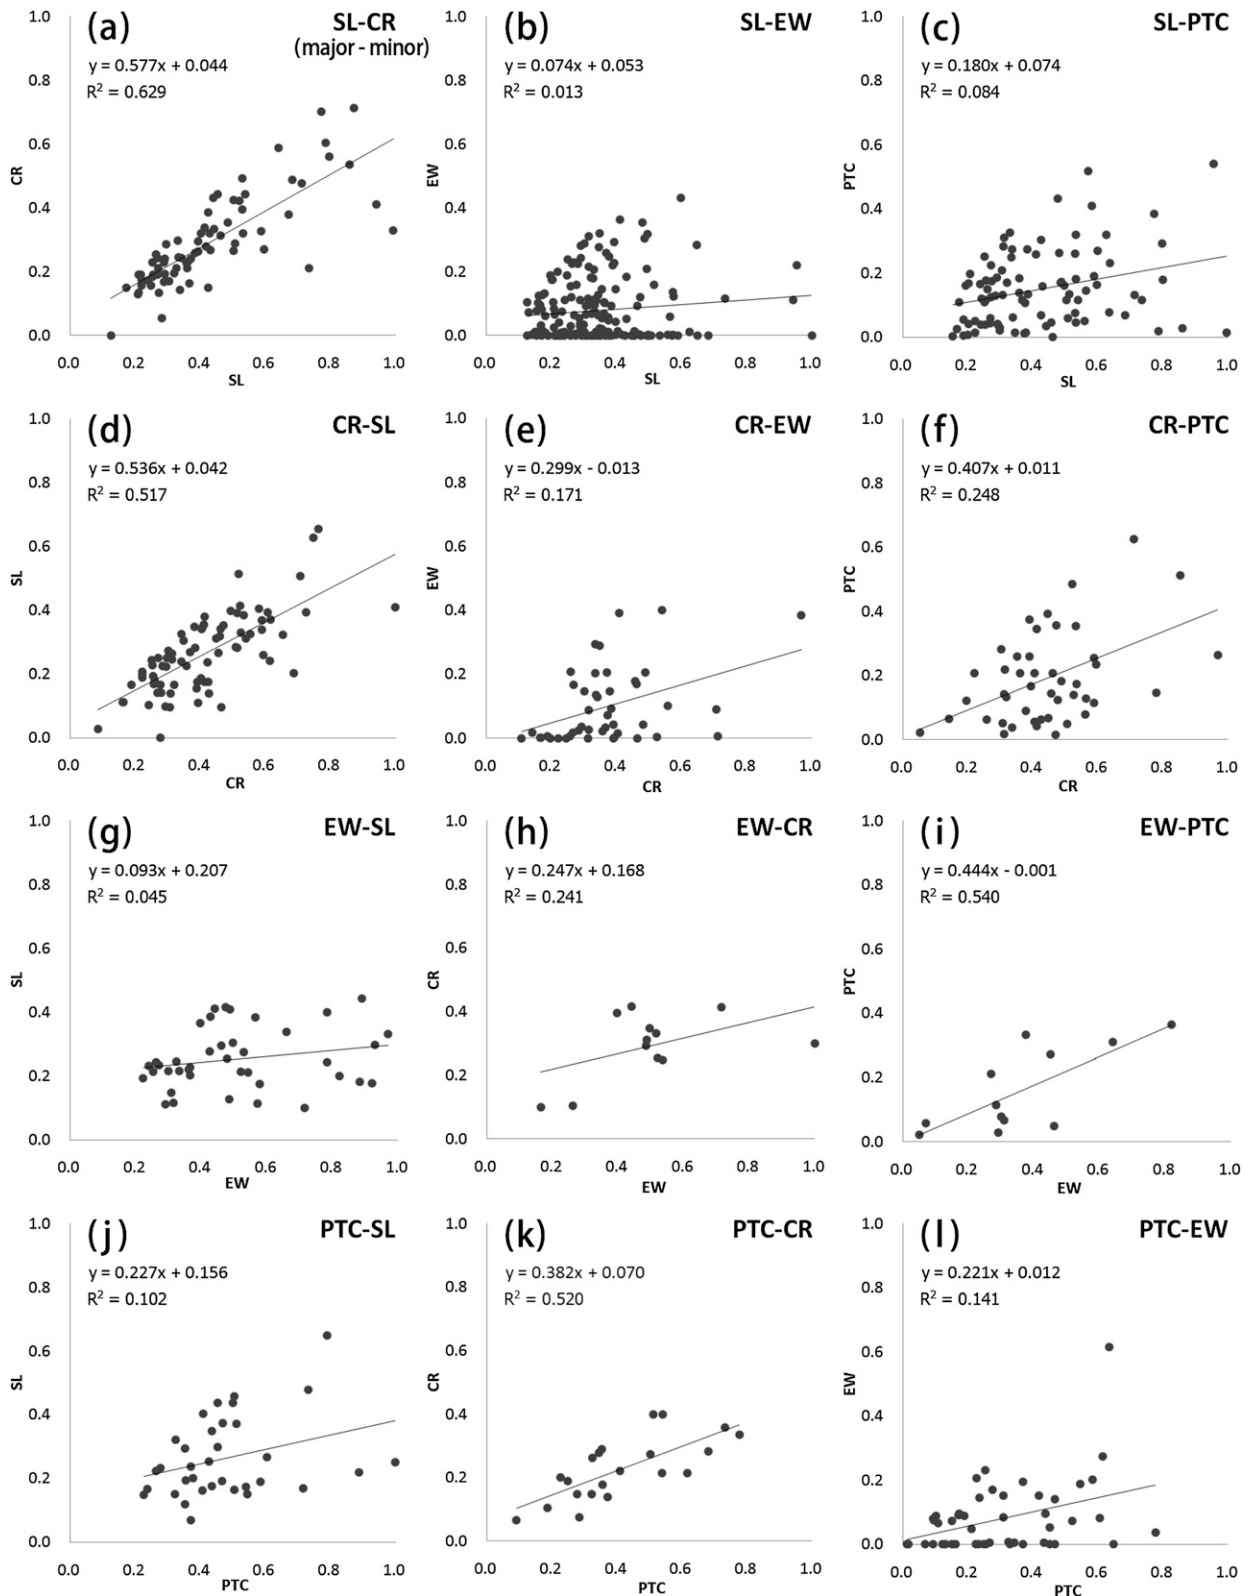 (a) SL-CR
(major - minor)
y = 0.577x + 0.044
R² = 0.629
1.0
0.8
0.6
0.4
0.2
0.0
CR
0.0 0.2 0.4 0.6 0.8 1.0
SL
(b) SL-EW
y = 0.074x + 0.053
R² = 0.013
1.0
0.8
0.6
0.4
0.2
0.0
EW
0.0 0.2 0.4 0.6 0.8 1.0
SL
(c) SL-PTC
y = 0.180x + 0.074
R² = 0.084
1.0
0.8
0.6
0.4
0.2
0.0
PTC
0.0 0.2 0.4 0.6 0.8 1.0
SL
(d) CR-SL
y = 0.536x + 0.042
R² = 0.517
1.0
0.8
0.6
0.4
0.2
0.0
SL
0.0 0.2 0.4 0.6 0.8 1.0
CR
(e) CR-EW
y = 0.299x - 0.013
R² = 0.171
1.0
0.8
0.6
0.4
0.2
0.0
EW
0.0 0.2 0.4 0.6 0.8 1.0
CR
(f) CR-PTC
y = 0.407x + 0.011
R² = 0.248
1.0
0.8
0.6
0.4
0.2
0.0
PTC
0.0 0.2 0.4 0.6 0.8 1.0
CR
(g) EW-SL
y = 0.093x + 0.207
R² = 0.045
1.0
0.8
0.6
0.4
0.2
0.0
SL
0.0 0.2 0.4 0.6 0.8 1.0
EW
(h) EW-CR
y = 0.247x + 0.168
R² = 0.241
1.0
0.8
0.6
0.4
0.2
0.0
CR
0.0 0.2 0.4 0.6 0.8 1.0
EW
(i) EW-PTC
y = 0.444x - 0.001
R² = 0.540
1.0
0.8
0.6
0.4
0.2
0.0
PTC
0.0 0.2 0.4 0.6 0.8 1.0
EW
(j) PTC-SL
y = 0.227x + 0.156
R² = 0.102
1.0
0.8
0.6
0.4
0.2
0.0
SL
0.0 0.2 0.4 0.6 0.8 1.0
PTC
(k) PTC-CR
y = 0.382x + 0.070
R² = 0.520
1.0
0.8
0.6
0.4
0.2
0.0
CR
0.0 0.2 0.4 0.6 0.8 1.0
PTC
(l) PTC-EW
y = 0.221x + 0.012
R² = 0.141
1.0
0.8
0.6
0.4
0.2
0.0
EW
0.0 0.2 0.4 0.6 0.8 1.0
PTC